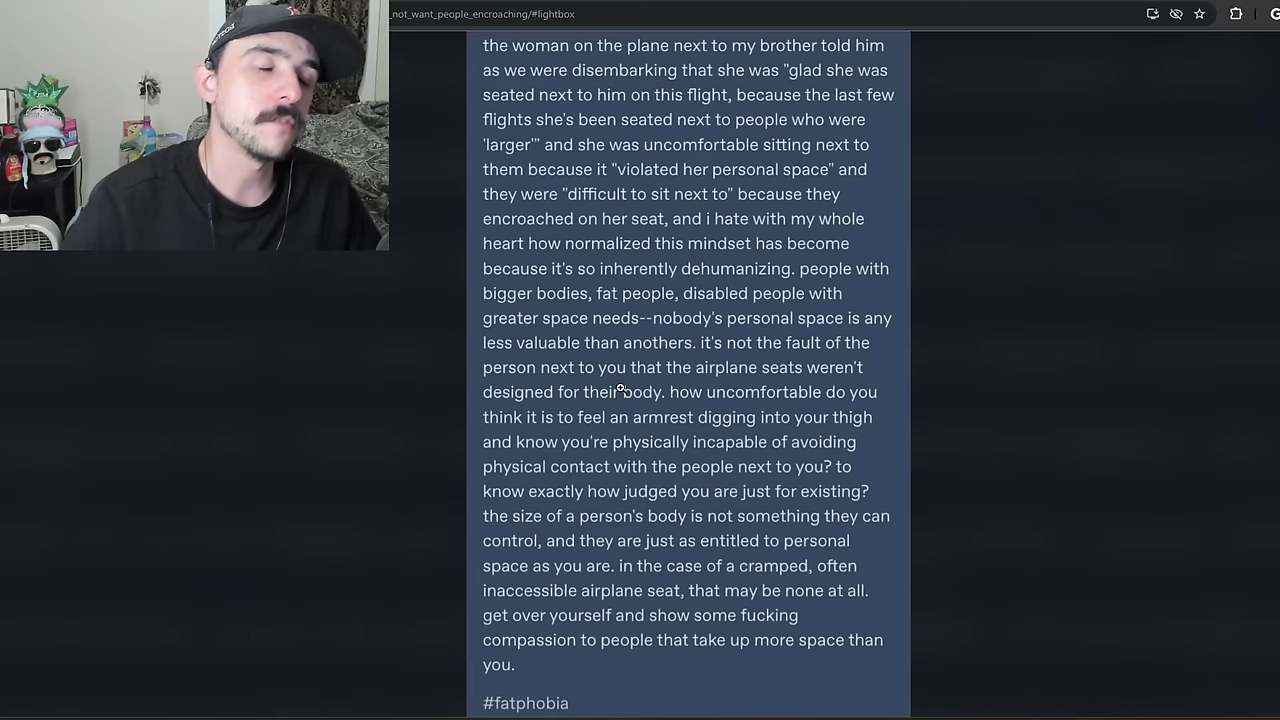 _not_want_people_encroaching/#lightbox
the woman on the plane next to my brother told him
as we were disembarking that she was "glad she was
seated next to him on this flight, because the last few
flights she's been seated next to people who were
'larger'" and she was uncomfortable sitting next to
them because it "violated her personal space" and
they were "difficult to sit next to" because they
encroached on her seat, and i hate with my whole
heart how normalized this mindset has become
because it's so inherently dehumanizing. people with
bigger bodies, fat people, disabled people with
greater space needs--nobody's personal space is any
less valuable than anothers. it's not the fault of the
person next to you that the airplane seats weren't
designed for their body. how uncomfortable do you
think it is to feel an armrest digging into your thigh
and know you're physically incapable of avoiding
physical contact with the people next to you? to
know exactly how judged you are just for existing?
the size of a person's body is not something they can
control, and they are just as entitled to personal
space as you are. in the case of a cramped, often
inaccessible airplane seat, that may be none at all.
get over yourself and show some fucking
compassion to people that take up more space than
you.
#fatphobia